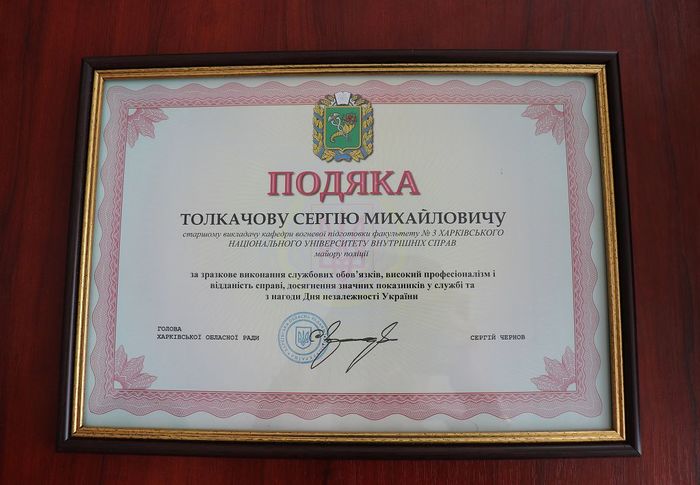 ПОДЯКА
ТОЛКАЧОВУ СЕРГІЮ МИХАЙЛОВИЧУ
старшому викладачу кафедри вогневої підготовки факультету № 3 ХАРКІВСЬКОГО
НАЦІОНАЛЬНОГО УНІВЕРСИТЕТУ ВНУТРІШНІХ СПРАВ
майору поліції
за зразкове виконання службових обов'язків, високий професіоналізм і
відданість справі, досягнення значних показників у службі та
з нагоди Дня незалежності України
ГОЛОВА
ХАРКІВСЬКОЇ ОБЛАСНОЇ РАДИ
СЕРГІЙ ЧЕРНОВ